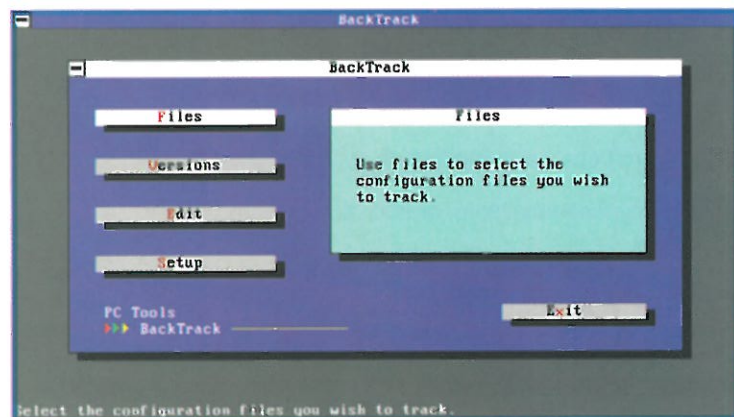 BackTrack
BackTrack
Files
Versions
Edit
Setup
Files
Use files to select the
configuration files you wish
to track.
PC Tools
BackTrack
Exit
Select the configuration files you wish to track.